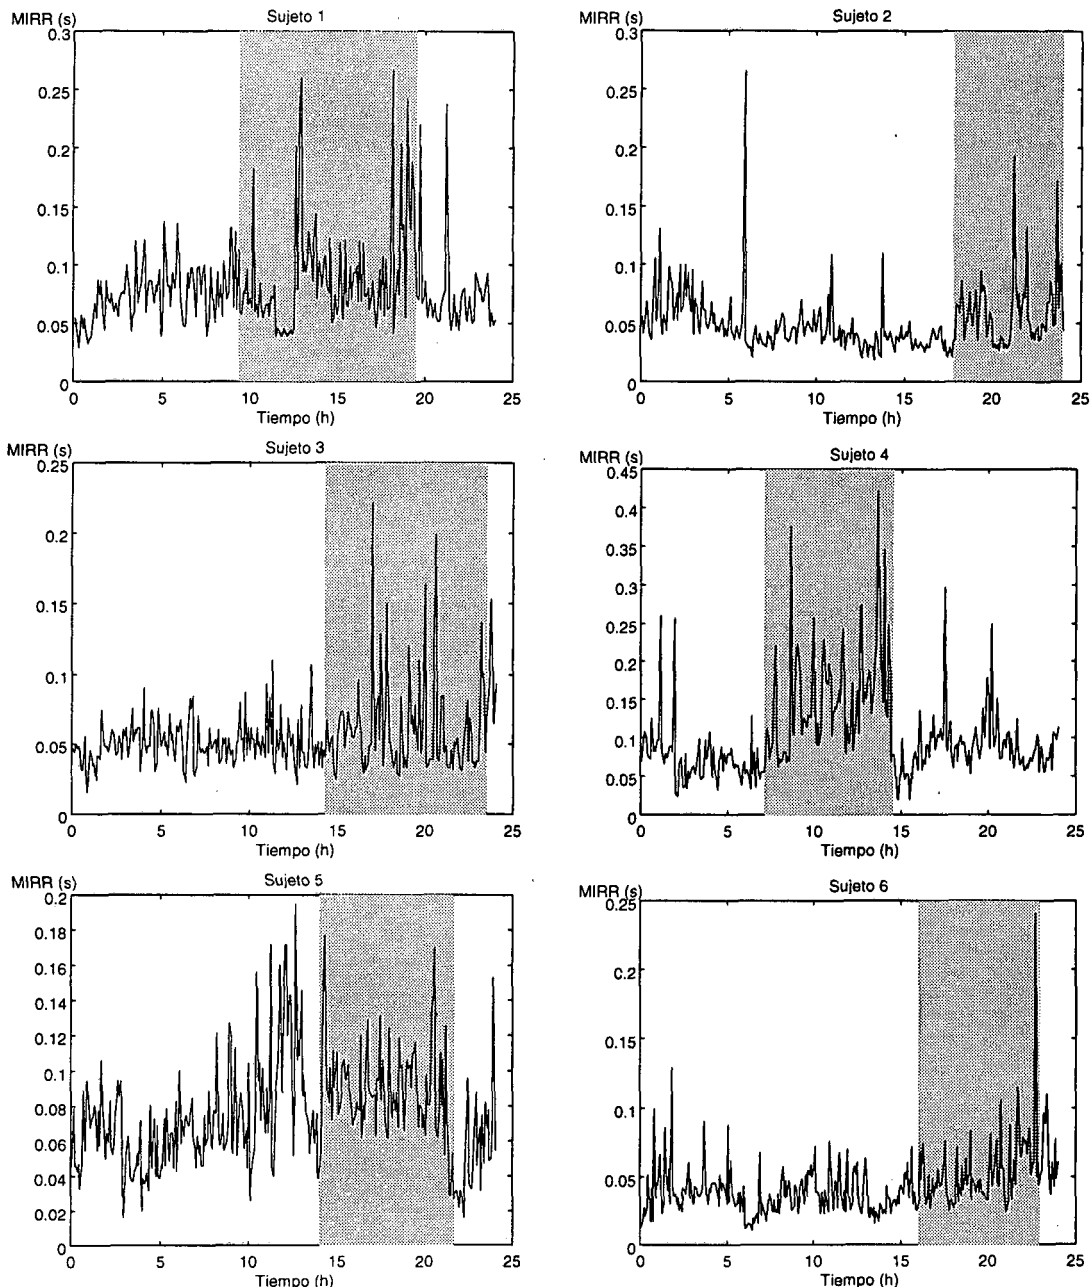 MIRR (s) Sujeto 1
0.3
0.25
0.2
0.15
0.1
0.05
0
0 5 10 15 20 25
Tiempo (h)
MIRR (s) Sujeto 2
0.3
0.25
0.2
0.15
0.1
0.05
0
0 5 10 15 20 25
Tiempo (h)
MIRR (s) Sujeto 3
0.25
0.2
0.15
0.1
0.05
0
0 5 10 15 20 25
Tiempo (h)
MIRR (s) Sujeto 4
0.45
0.4
0.35
0.3
0.25
0.2
0.15
0.1
0.05
0
0 5 10 15 20 25
Tiempo (h)
MIRR (s) Sujeto 5
0.2
0.18
0.16
0.14
0.12
0.1
0.08
0.06
0.04
0.02
0
0 5 10 15 20 25
Tiempo (h)
MIRR (s) Sujeto 6
0.25
0.2
0.15
0.1
0.05
0
0 5 10 15 20 25
Tiempo (h)